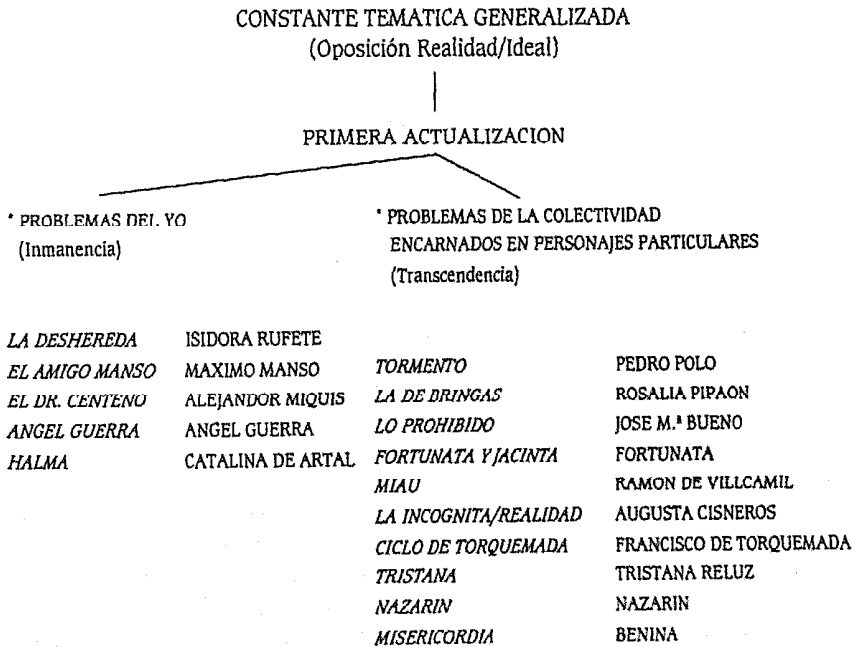 CONSTANTE TEMATICA GENERALIZADA
(Oposición Realidad/Ideal)
PRIMERA ACTUALIZACION
* PROBLEMAS DEL YO
(Inmanencia)
* PROBLEMAS DE LA COLECTIVIDAD
ENCARNADOS EN PERSONAJES PARTICULARES
(Transcendencia)
LA DESHEREDA ISIDORA RUFETE
EL AMIGO MANSO MAXIMO MANSO
EL DR. CENTENO ALEJANDOR MIQUIS
ANGEL GUERRA ANGEL GUERRA
HALMA CATALINA DE ARTAL
TORMENTO PEDRO POLO
LA DE BRINGAS ROSALIA PIPAON
LO PROHIBIDO JOSE M.ª BUENO
FORTUNATA Y JACINTA FORTUNATA
MIAU RAMON DE VILLCAMIL
LA INCOGNITA/REALIDAD AUGUSTA CISNEROS
CICLO DE TORQUEMADA FRANCISCO DE TORQUEMADA
TRISTANA TRISTANA RELUZ
NAZARIN NAZARIN
MISERICORDIA BENINA